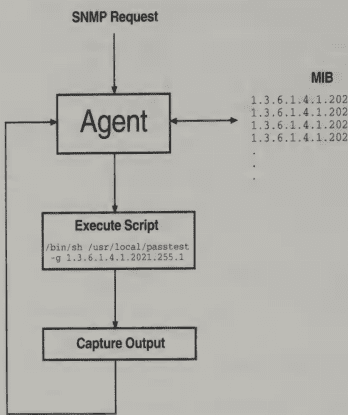 SNMP Request
MIB
1.3.6.1.4.1.202
1.3.6.1.4.1.202
1.3.6.1.4.1.202
1.3.6.1.4.1.202
.
.
.
Agent
Execute Script
/bin/sh /usr/local/passtest
-g 1.3.6.1.4.1.2021.255.1
Capture Output